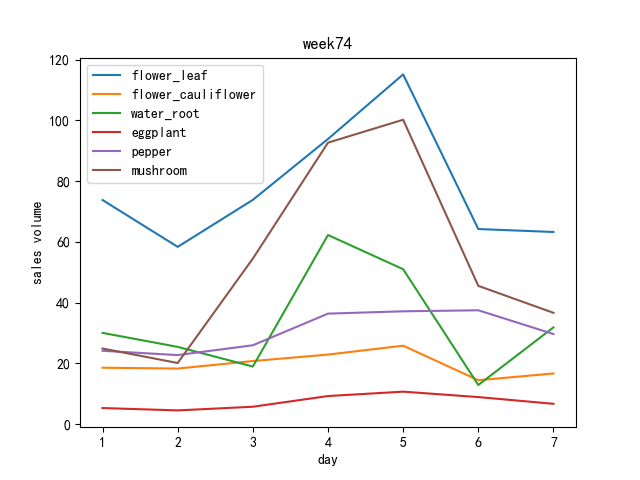 week74
120
100
80
60
40
20
0
sales volume
flower_leaf
flower_cauliflower
water_root
eggplant
pepper
mushroom
1 2 3 4 5 6 7
day